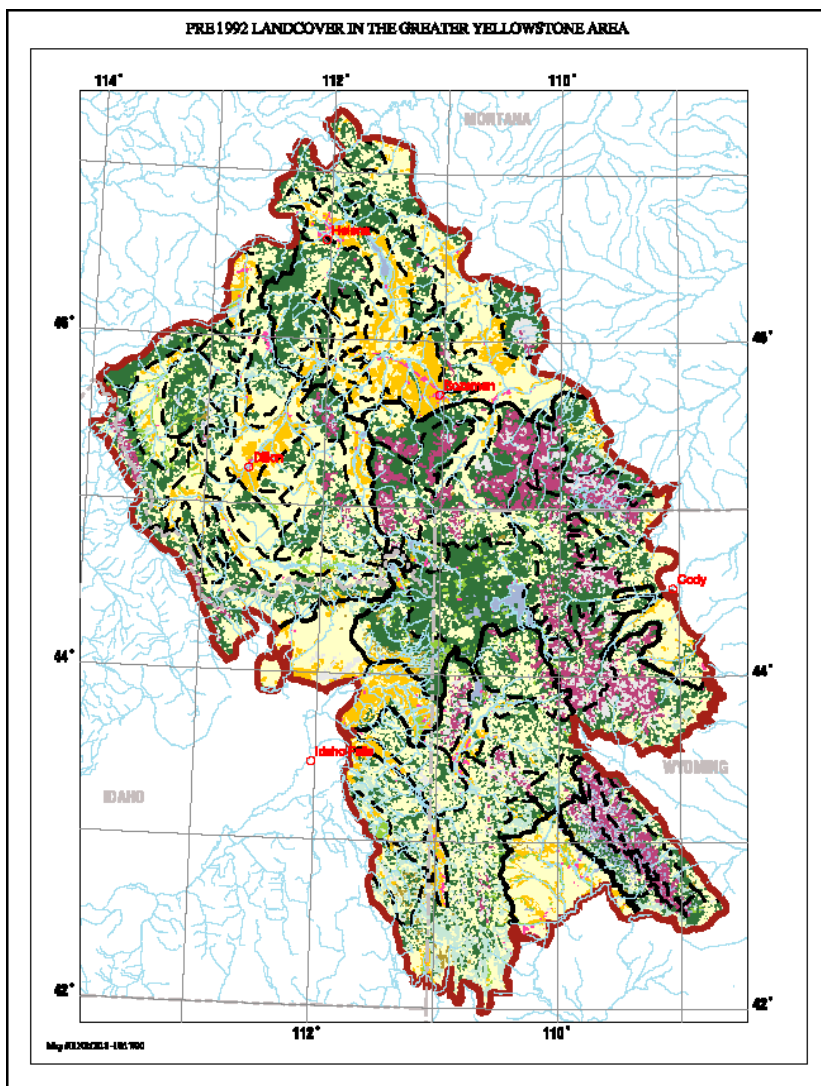 PRE 1992 LANDCOVER IN THE GREATER YELLOWSTONE AREA
114° 112° 110°
MONTANA
Helena
46° 46°
Bozeman
Dillon
Cody
44° 44°
Idaho Falls
WYOMING
IDAHO
42° 42°
112° 110°